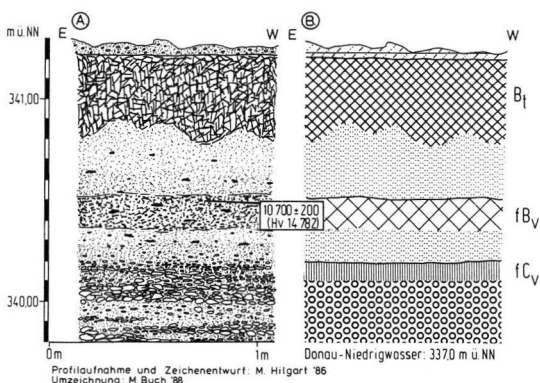 A B
m ü. NN E W E W
341,00
Bt
10 700 ± 200
(Hv 14 782)
fBv
fCv
340,00
0m 1m Donau-Niedrigwasser: 337,0 m ü. NN
Profilaufnahme und Zeichenentwurf: M. Hilgart '86
Umzeichnung: M. Buch '88